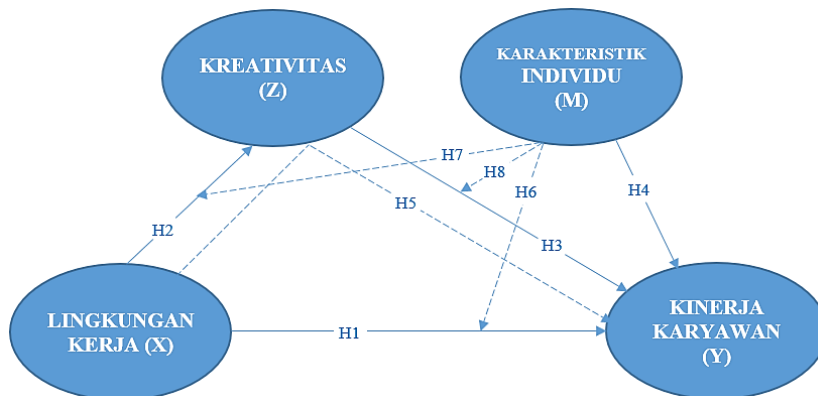 KREATIVITAS
(Z)
KARAKTERISTIK
INDIVIDU
(M)
H7
H8
H6
H4
H5
H2
H3
LINGKUNGAN
KERJA (X)
H1
KINERJA
KARYAWAN
(Y)